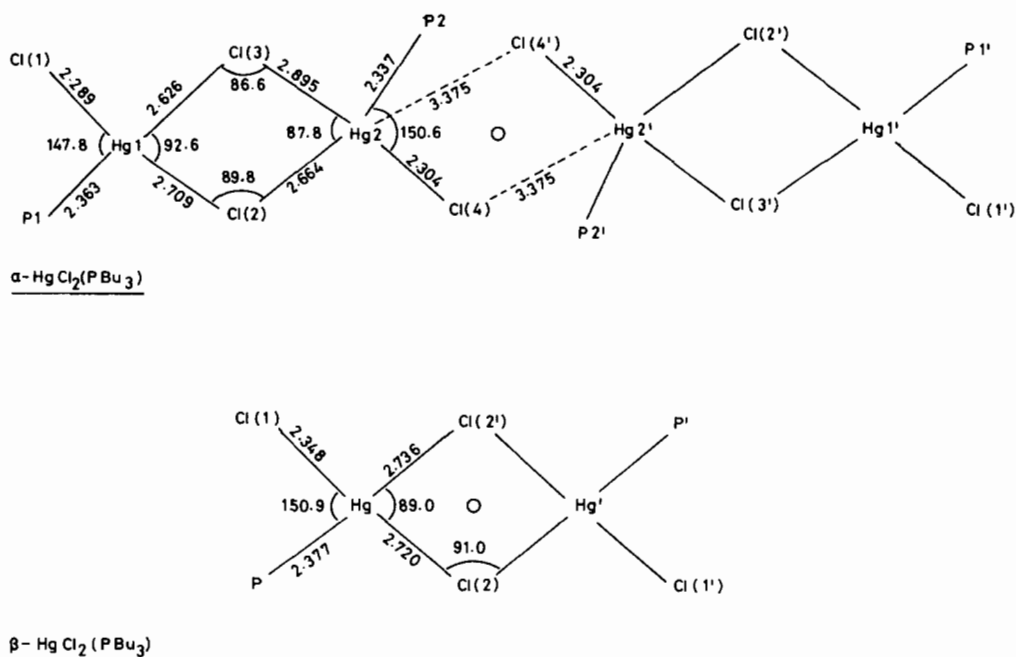 Cl(1) Cl(3) P2 Cl(4') Cl(2') P1'
2.289 2.626 86.6 2.895 2.337 3.375 2.304
147.8 Hg1 92.6 87.8 Hg2 150.6 Hg2' Hg1'
P1 2.363 2.709 89.8 2.664 2.304 3.375
Cl(2) Cl(4) P2' Cl(3') Cl(1')
α-HgCl₂(PBu₃)
Cl(1) Cl(2') P'
2.348 2.736
150.9 Hg 89.0 Hg'
2.377 2.720 91.0
P Cl(2) Cl(1')
β-HgCl₂(PBu₃)